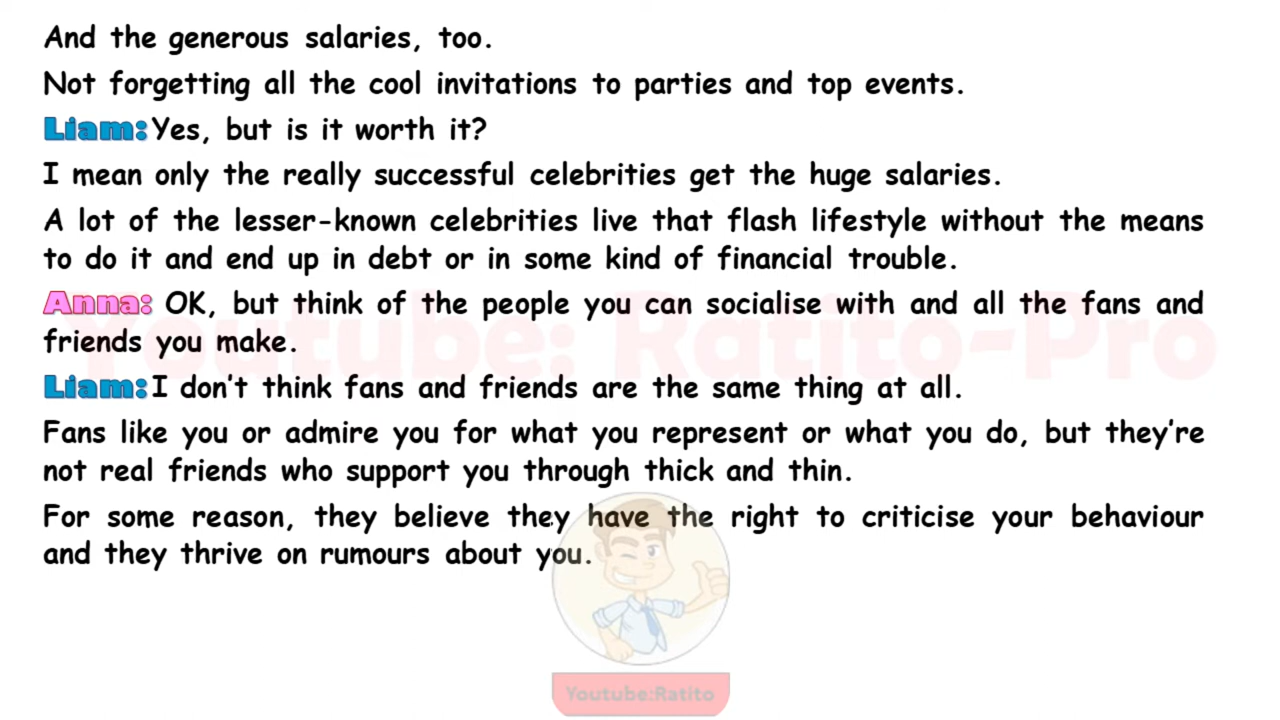 And the generous salaries, too.
Not forgetting all the cool invitations to parties and top events.
Liam: Yes, but is it worth it?
I mean only the really successful celebrities get the huge salaries.
A lot of the lesser-known celebrities live that flash lifestyle without the means
to do it and end up in debt or in some kind of financial trouble.
Anna: OK, but think of the people you can socialise with and all the fans and
friends you make.
Youtube: Ratito-Pro
Liam: I don't think fans and friends are the same thing at all.
Fans like you or admire you for what you represent or what you do, but they're
not real friends who support you through thick and thin.
For some reason, they believe they have the right to criticise your behaviour
and they thrive on rumours about you.
Youtube:Ratito